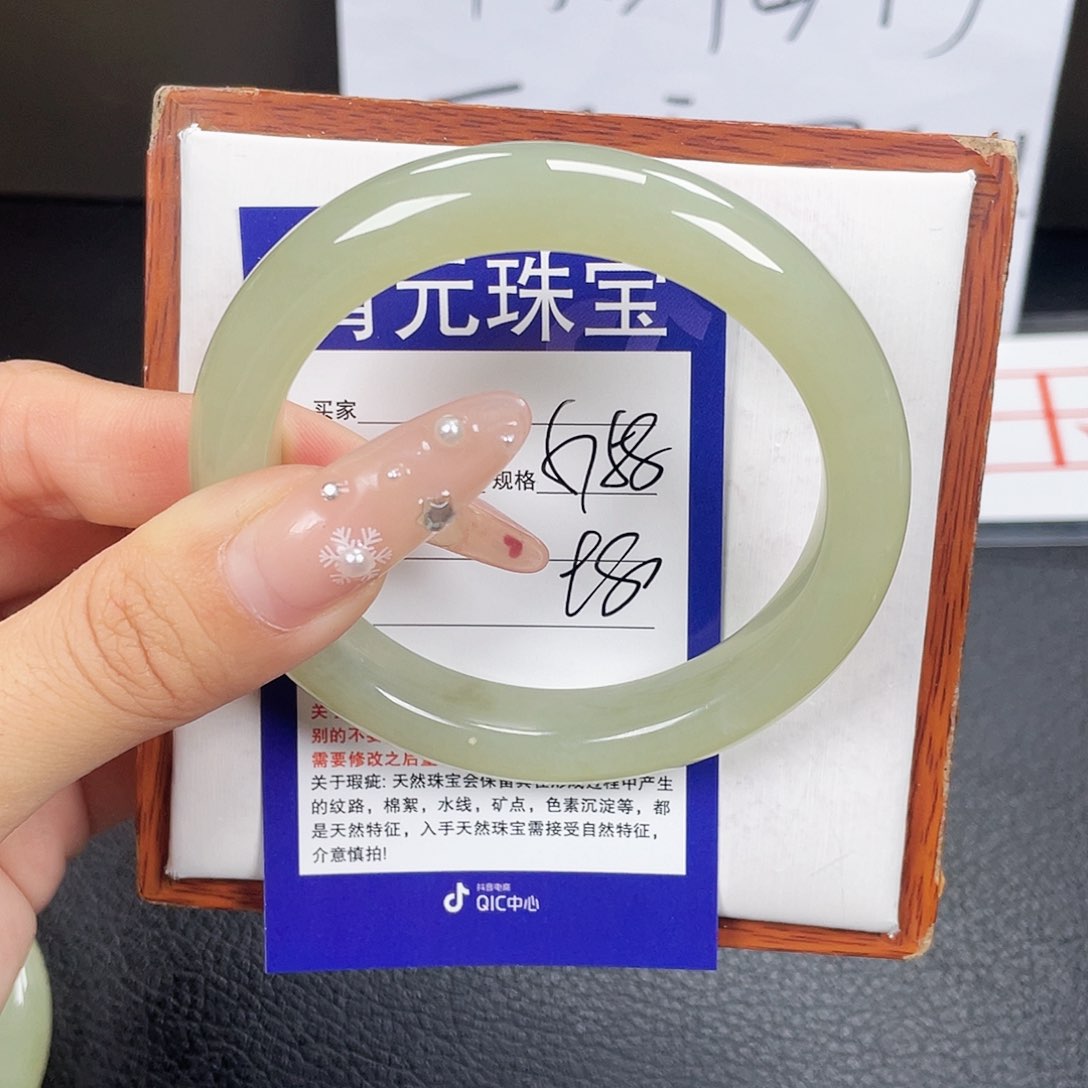 元珠宝
买家
规格
关
别的不
需要修改之后
关于瑕疵: 天然珠宝会保留其在形成过程中产生
的纹路，棉絮，水线，矿点，色素沉淀等，都
是天然特征，入手天然珠宝需接受自然特征，
介意慎拍!
抖音电商
QIC中心